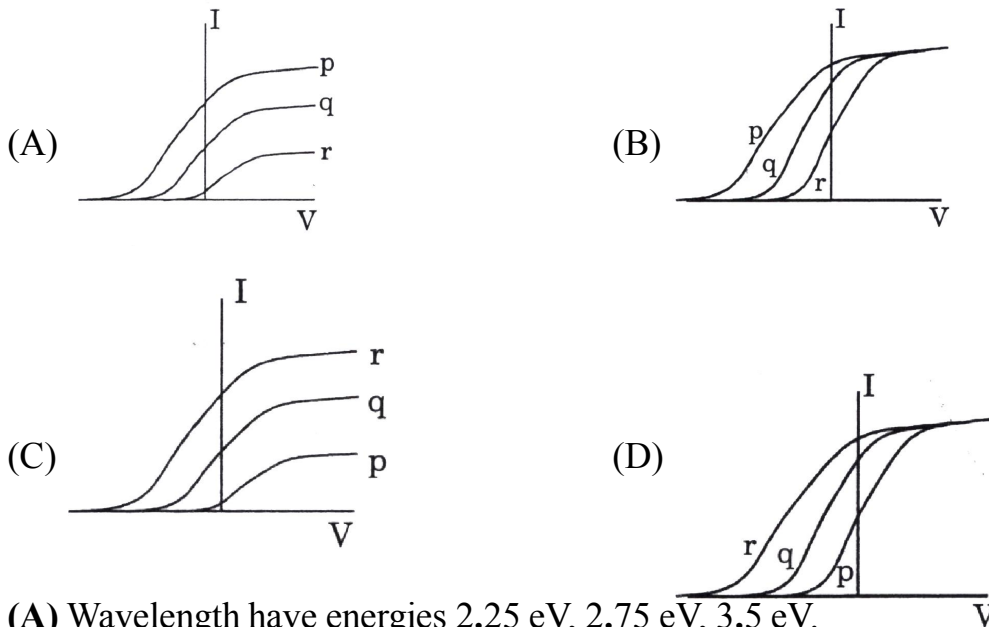 I
p
q
r
V
(A)
I
p
q
r
V
(B)
I
r
q
p
V
(C)
I
r
q
p
V
(D)
(A) Wavelength have energies 2.25 eV, 2.75 eV, 3.5 eV.